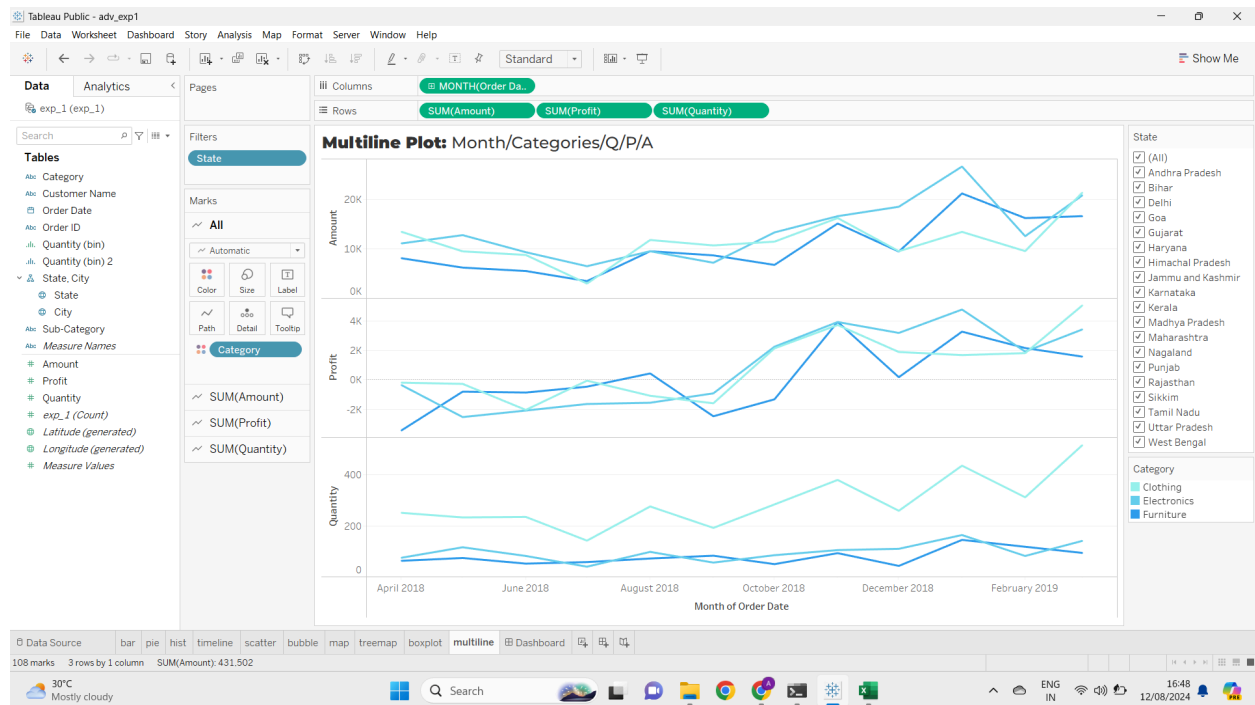 Tableau Public - adv_exp1
File Data Worksheet Dashboard Story Analysis Map Format Server Window Help
Standard
Show Me
Data Analytics
exp_1 (exp_1)
Search
Tables
Abc Category
Abc Customer Name
Order Date
Abc Order ID
Quantity (bin)
Quantity (bin) 2
State, City
State
City
Abc Sub-Category
Abc Measure Names
# Amount
# Profit
# Quantity
# exp_1 (Count)
Latitude (generated)
Longitude (generated)
# Measure Values
Pages
Filters
State
Marks
All
Automatic
Color Size Label
Path Detail Tooltip
Category
SUM(Amount)
SUM(Profit)
SUM(Quantity)
Columns MONTH(Order Da..
Rows SUM(Amount) SUM(Profit) SUM(Quantity)
Multiline Plot: Month/Categories/Q/P/A
Amount
20K
10K
0K
Profit
4K
2K
0K
-2K
Quantity
400
200
0
April 2018 June 2018 August 2018 October 2018 December 2018 February 2019
Month of Order Date
State
(All)
Andhra Pradesh
Bihar
Delhi
Goa
Gujarat
Haryana
Himachal Pradesh
Jammu and Kashmir
Karnataka
Kerala
Madhya Pradesh
Maharashtra
Nagaland
Punjab
Rajasthan
Sikkim
Tamil Nadu
Uttar Pradesh
West Bengal
Category
Clothing
Electronics
Furniture
Data Source bar pie hist timeline scatter bubble map treemap boxplot multiline Dashboard
108 marks 3 rows by 1 column SUM(Amount): 431,502
30°C
Mostly cloudy
Search
A
ENG
IN
16:48
12/08/2024
PRE